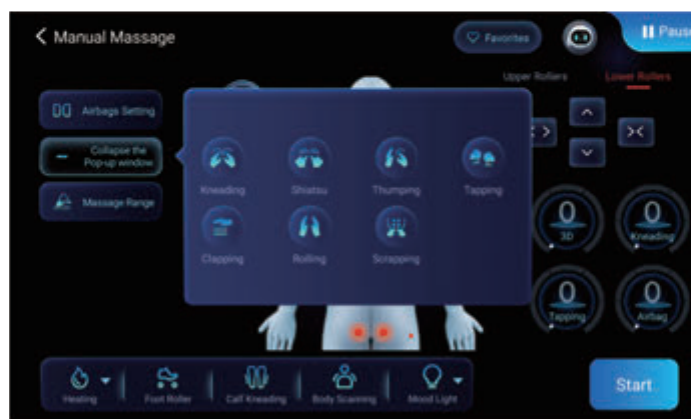 Manual Massage
Favorites
Pause
Upper Rollers
Lower Rollers
Airbags Setting
Collapse the
Pop-up window
Massage Range
Kneading
Shiatsu
Thumping
Tapping
Clapping
Rolling
Scrapping
0
3D
0
Kneading
0
Tapping
0
Airbag
Heating
Foot Roller
Calf Kneading
Body Scanning
Mood Light
Start